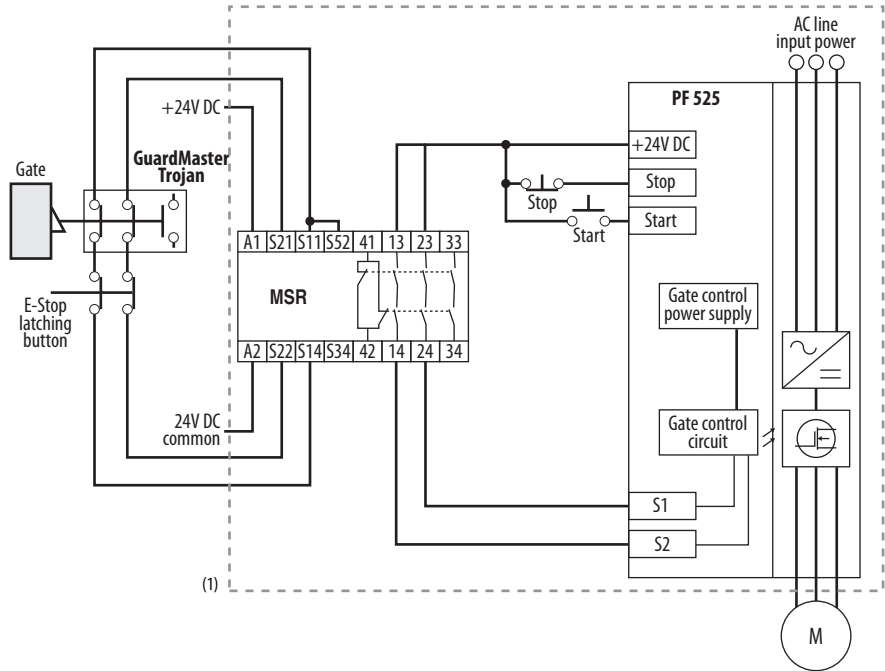 AC line
input power
PF 525
+24V DC
GuardMaster
Trojan
Gate
+24V DC
Stop
Stop
Start
Start
A1 S21 S11 S52 41 13 23 33
MSR
Gate control
power supply
E-Stop
latching
button
A2 S22 S14 S34 42 14 24 34
24V DC
common
Gate control
circuit
S1
S2
(1)
M